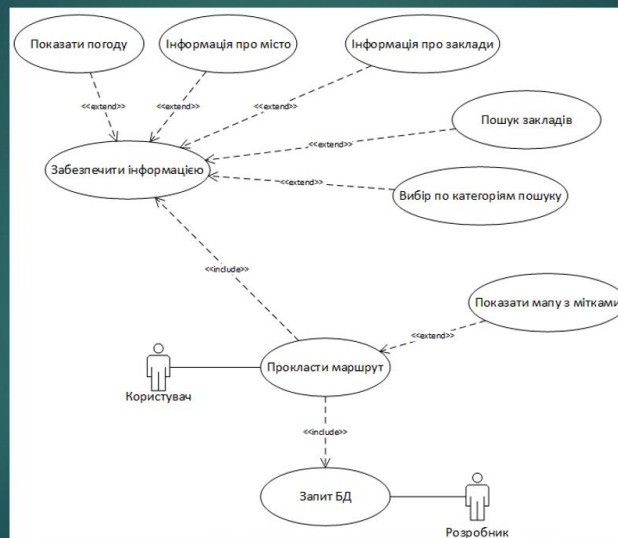 Показати погоду
Інформація про місто
Інформація про заклади
<<extend>>
<<extend>>
<<extend>>
Пошук закладів
<<extend>>
Забезпечити інформацією
<<extend>>
Вибір по категоріям пошуку
<<include>>
Показати мапу з мітками
<<extend>>
Прокласти маршрут
Користувач
<<include>>
Запит БД
Розробник